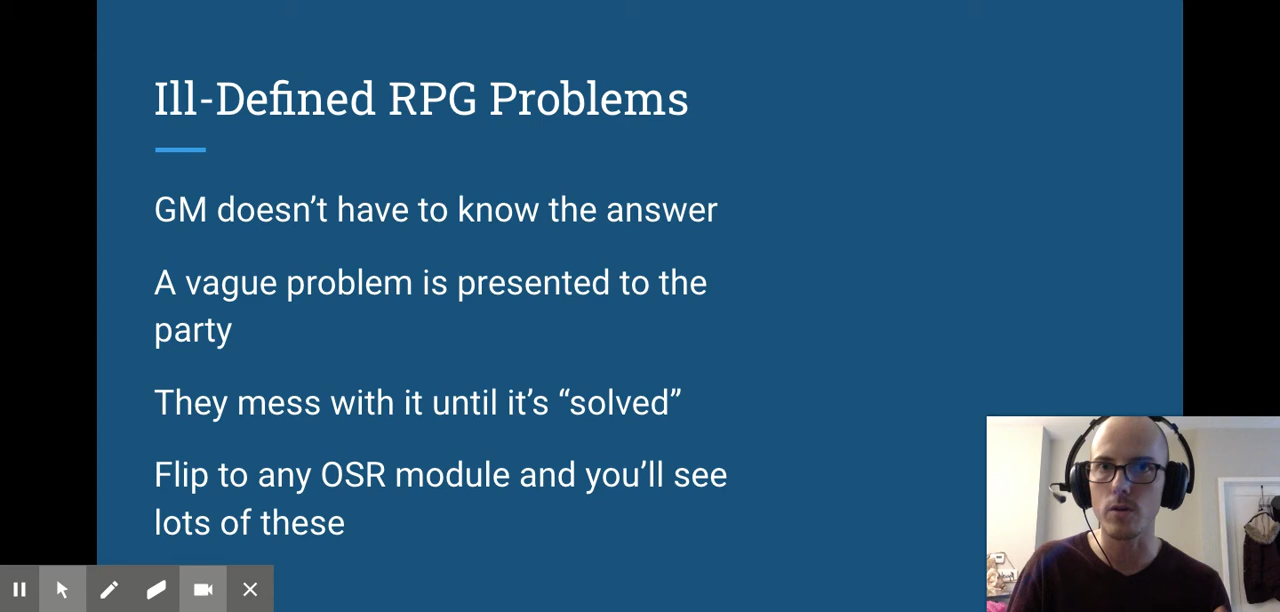 Ill-Defined RPG Problems
GM doesn’t have to know the answer
A vague problem is presented to the
party
They mess with it until it’s “solved”
Flip to any OSR module and you’ll see
lots of these